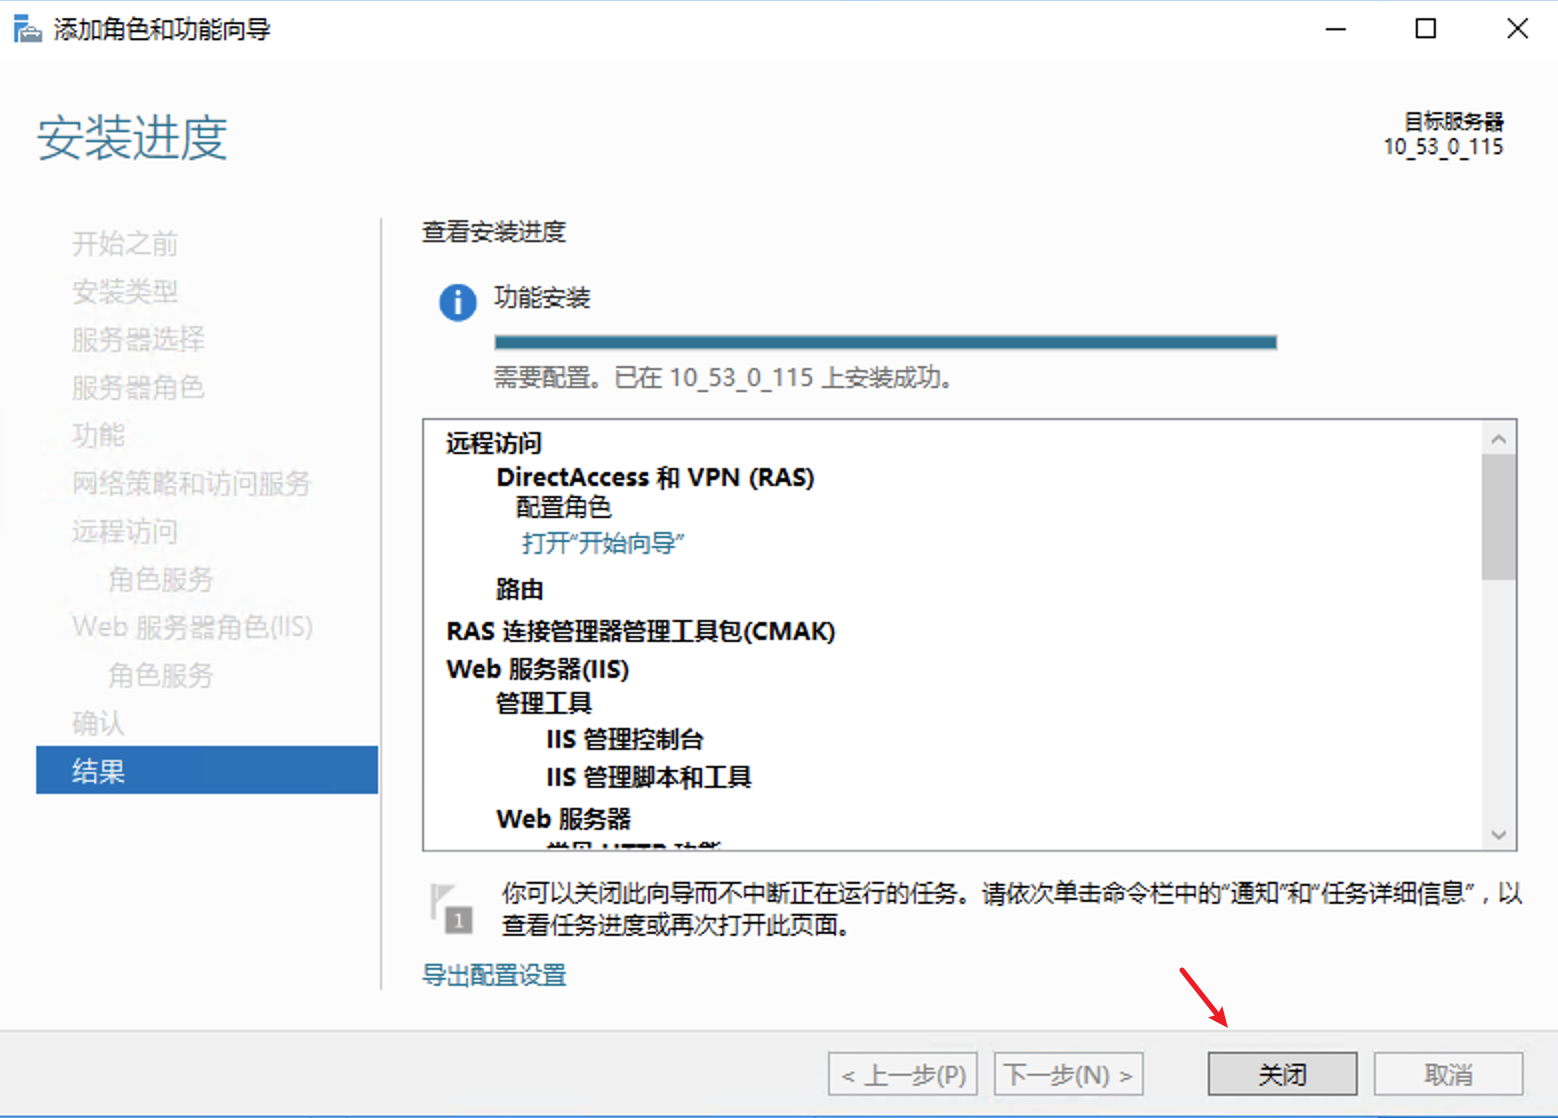 添加角色和功能向导
安装进度
目标服务器
10_53_0_115
开始之前
安装类型
服务器选择
服务器角色
功能
网络策略和访问服务
远程访问
角色服务
Web 服务器角色(IIS)
角色服务
确认
结果
查看安装进度
功能安装
需要配置。已在 10_53_0_115 上安装成功。
远程访问
DirectAccess 和 VPN (RAS)
配置角色
打开“开始向导”
路由
RAS 连接管理器管理工具包(CMAK)
Web 服务器(IIS)
管理工具
IIS 管理控制台
IIS 管理脚本和工具
Web 服务器
常见 HTTP 功能
1
你可以关闭此向导而不中断正在运行的任务。请依次单击命令栏中的“通知”和“任务详细信息”，以
查看任务进度或再次打开此页面。
导出配置设置
< 上一步(P)
下一步(N) >
关闭
取消